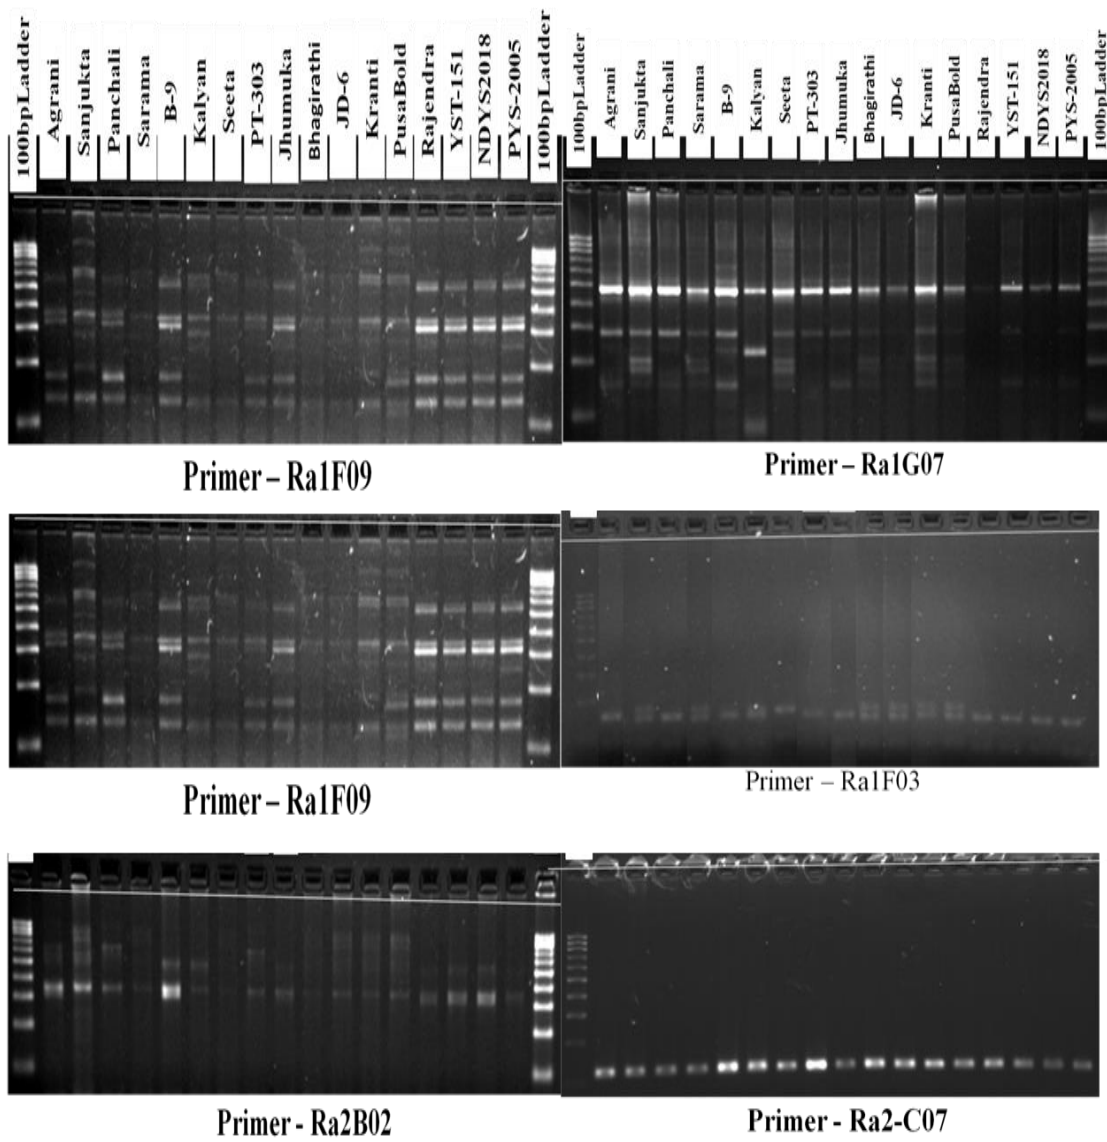 100bpLadder
Agrani
Sanjukta
Panchali
Sarama
B-9
Kalyan
Seeta
PT-303
Jhumuka
Bhagirathi
JD-6
Kranti
PusaBold
Rajendra
YST-151
NDYS2018
PYS-2005
100bpLadder
100bpLadder
Agrani
Sanjukta
Panchali
Sarama
B-9
Kalyan
Seeta
PT-303
Jhumuka
Bhagirathi
JD-6
Kranti
PusaBold
Rajendra
YST-151
NDYS2018
PYS-2005
100bpLadder
Primer – Ra1F09
Primer – Ra1G07
Primer – Ra1F09
Primer – Ra1F03
Primer - Ra2B02
Primer - Ra2-C07